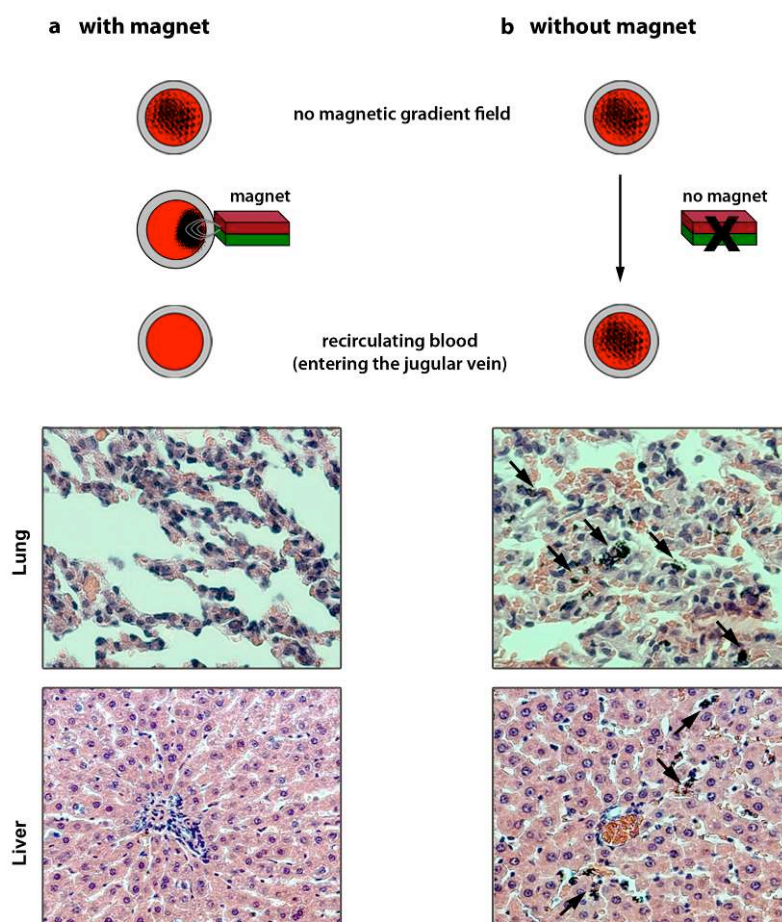 a with magnet
b without magnet
no magnetic gradient field
magnet
no magnet
X
recirculating blood
(entering the jugular vein)
Lung
Liver